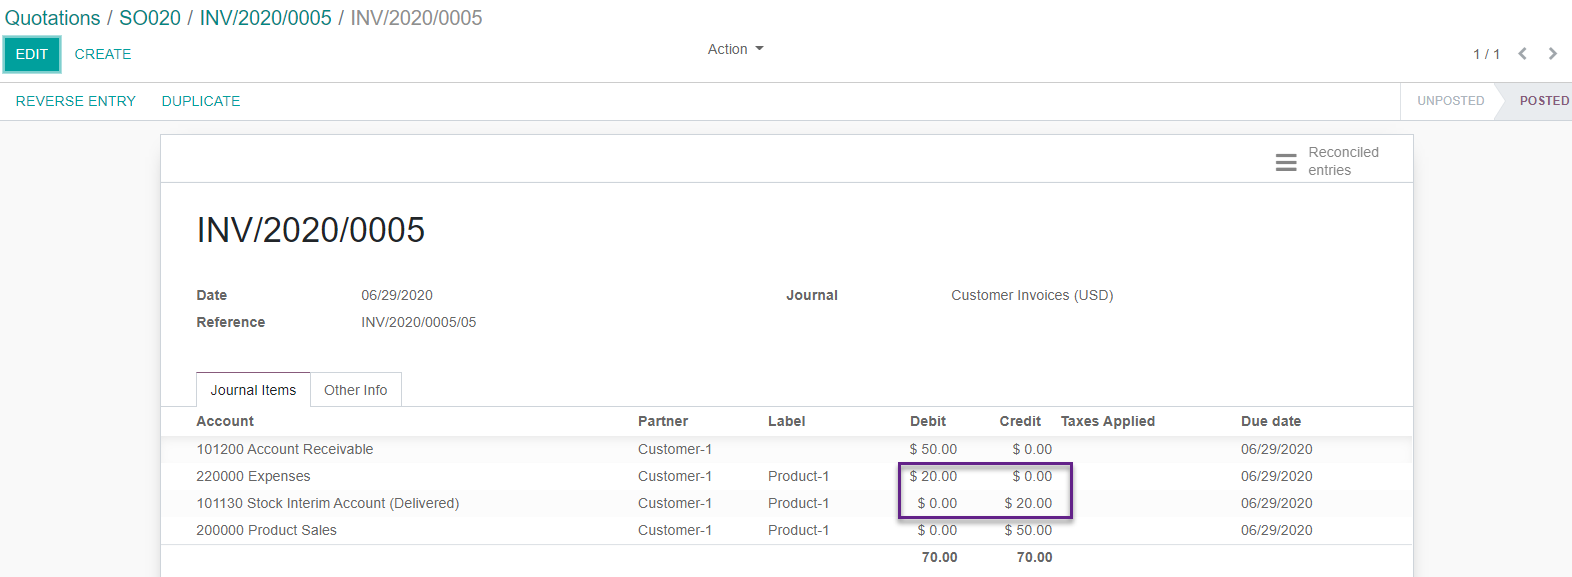 Quotations / SO020 / INV/2020/0005 / INV/2020/0005
EDIT CREATE Action 1 / 1
REVERSE ENTRY DUPLICATE UNPOSTED POSTED
Reconciled
entries
INV/2020/0005
Date 06/29/2020 Journal Customer Invoices (USD)
Reference INV/2020/0005/05
Journal Items Other Info
Account Partner Label Debit Credit Taxes Applied Due date
101200 Account Receivable Customer-1 $ 50.00 $ 0.00 06/29/2020
220000 Expenses Customer-1 Product-1 $ 20.00 $ 0.00 06/29/2020
101130 Stock Interim Account (Delivered) Customer-1 Product-1 $ 0.00 $ 20.00 06/29/2020
200000 Product Sales Customer-1 Product-1 $ 0.00 $ 50.00 06/29/2020
70.00 70.00